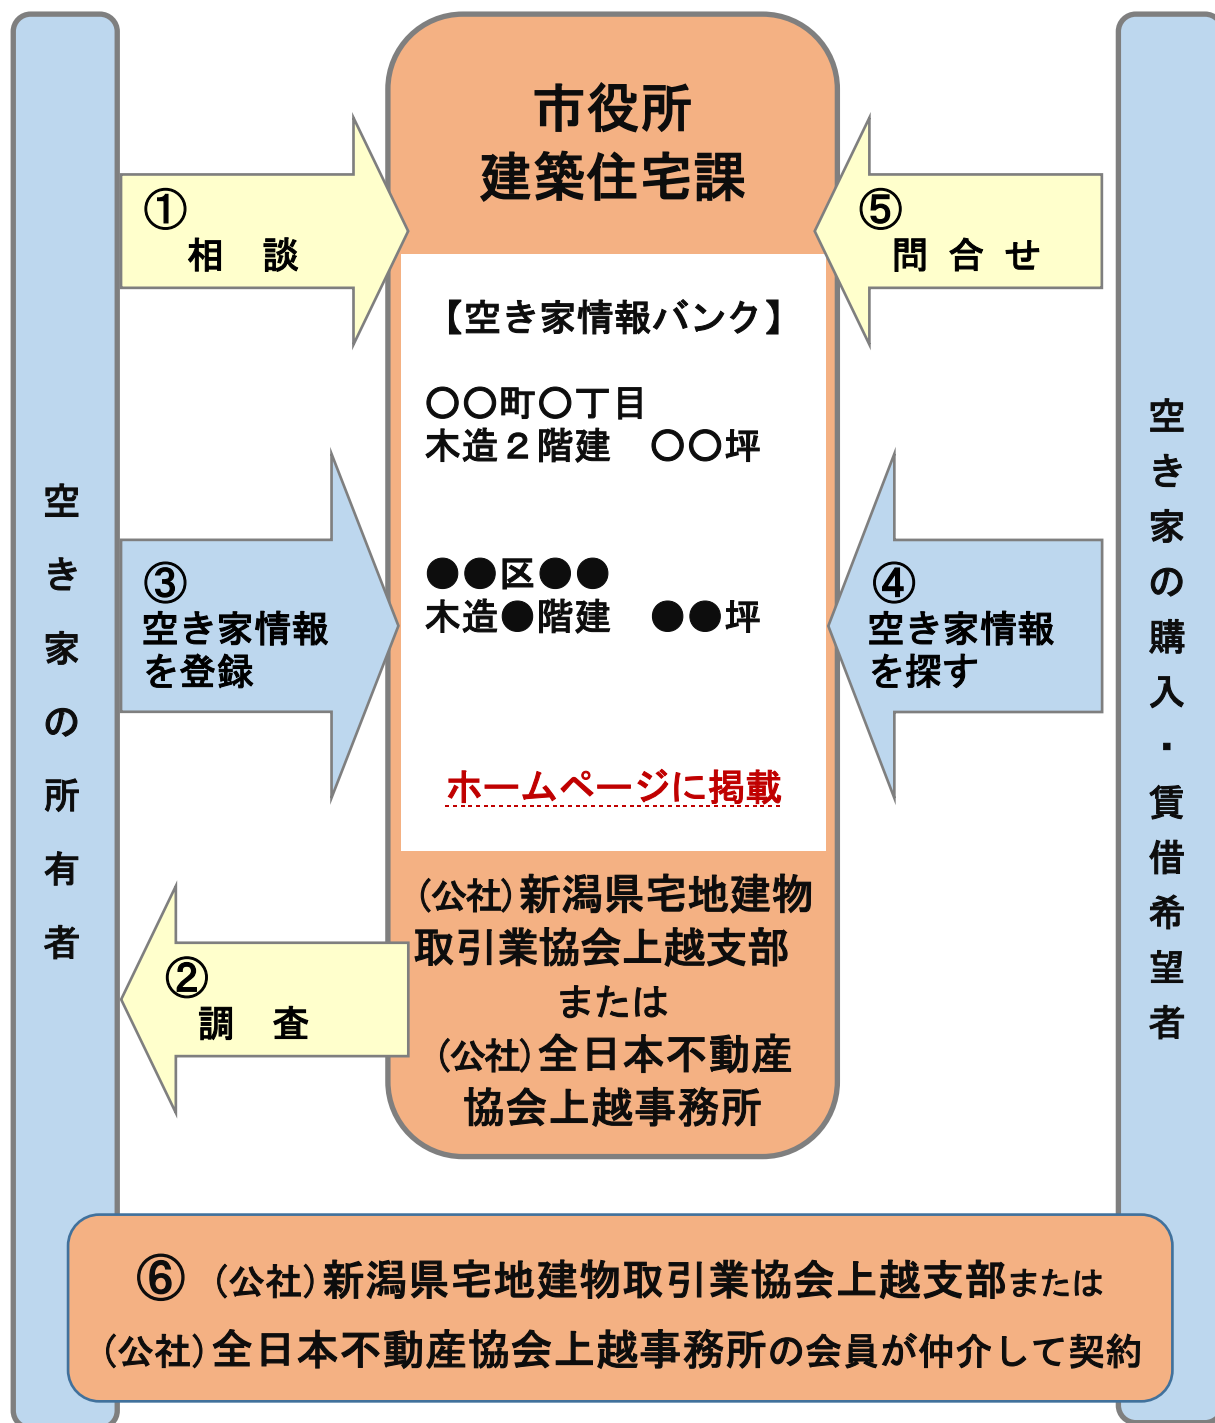 市役所
建築住宅課
①
相　談
⑤
問 合 せ
【空き家情報バンク】
〇〇町〇丁目
木造２階建　〇〇坪
●●区●●
木造●階建　●●坪
ホームページに掲載
③
空き家情報
を登録
④
空き家情報
を探す
空き家の所有者
空き家の購入・賃借希望者
②
調　査
（公社）新潟県宅地建物
取引業協会上越支部
または
（公社）全日本不動産
協会上越事務所
⑥ （公社）新潟県宅地建物取引業協会上越支部または
（公社）全日本不動産協会上越事務所の会員が仲介して契約